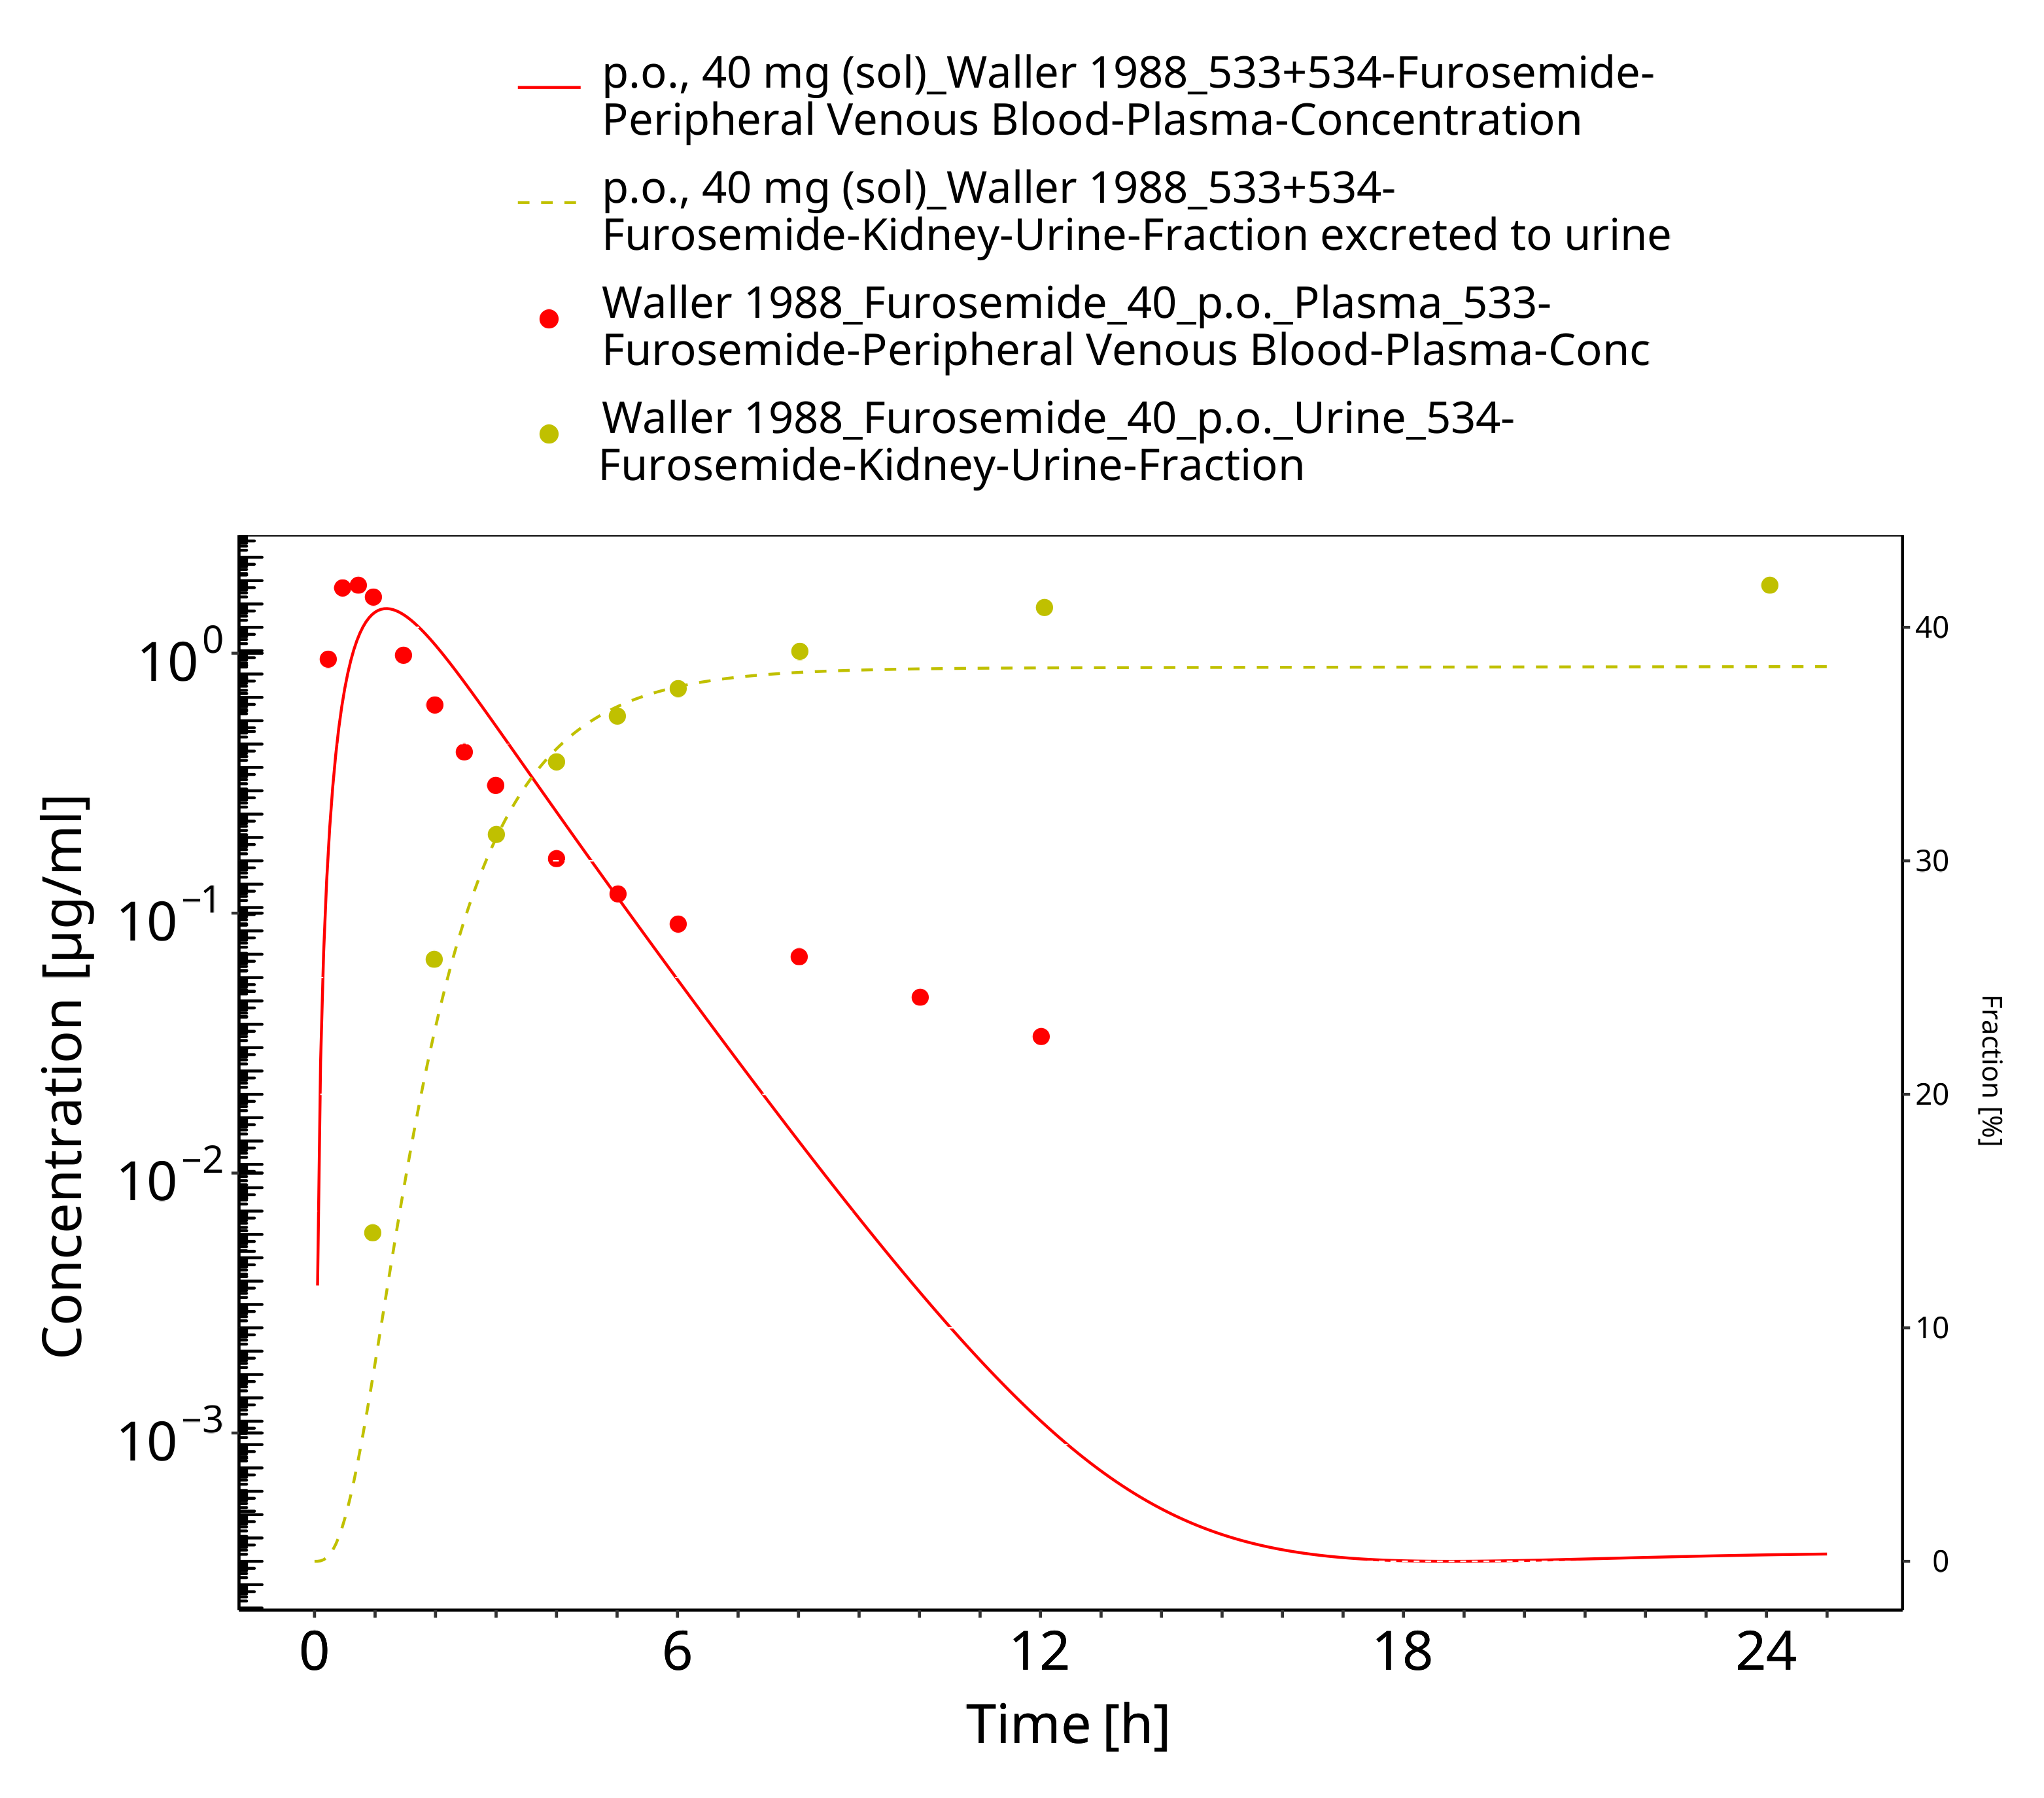 p.o., 40 mg (sol)_Waller 1988_533+534-Furosemide-
Peripheral Venous Blood-Plasma-Concentration
p.o., 40 mg (sol)_Waller 1988_533+534-
Furosemide-Kidney-Urine-Fraction excreted to urine
Waller 1988_Furosemide_40_p.o._Plasma_533-
Furosemide-Peripheral Venous Blood-Plasma-Conc
Waller 1988_Furosemide_40_p.o._Urine_534-
Furosemide-Kidney-Urine-Fraction
Concentration [µg/ml]
10⁰
10⁻¹
10⁻²
10⁻³
40
30
20
10
0
Fraction [%]
0 6 12 18 24
Time [h]